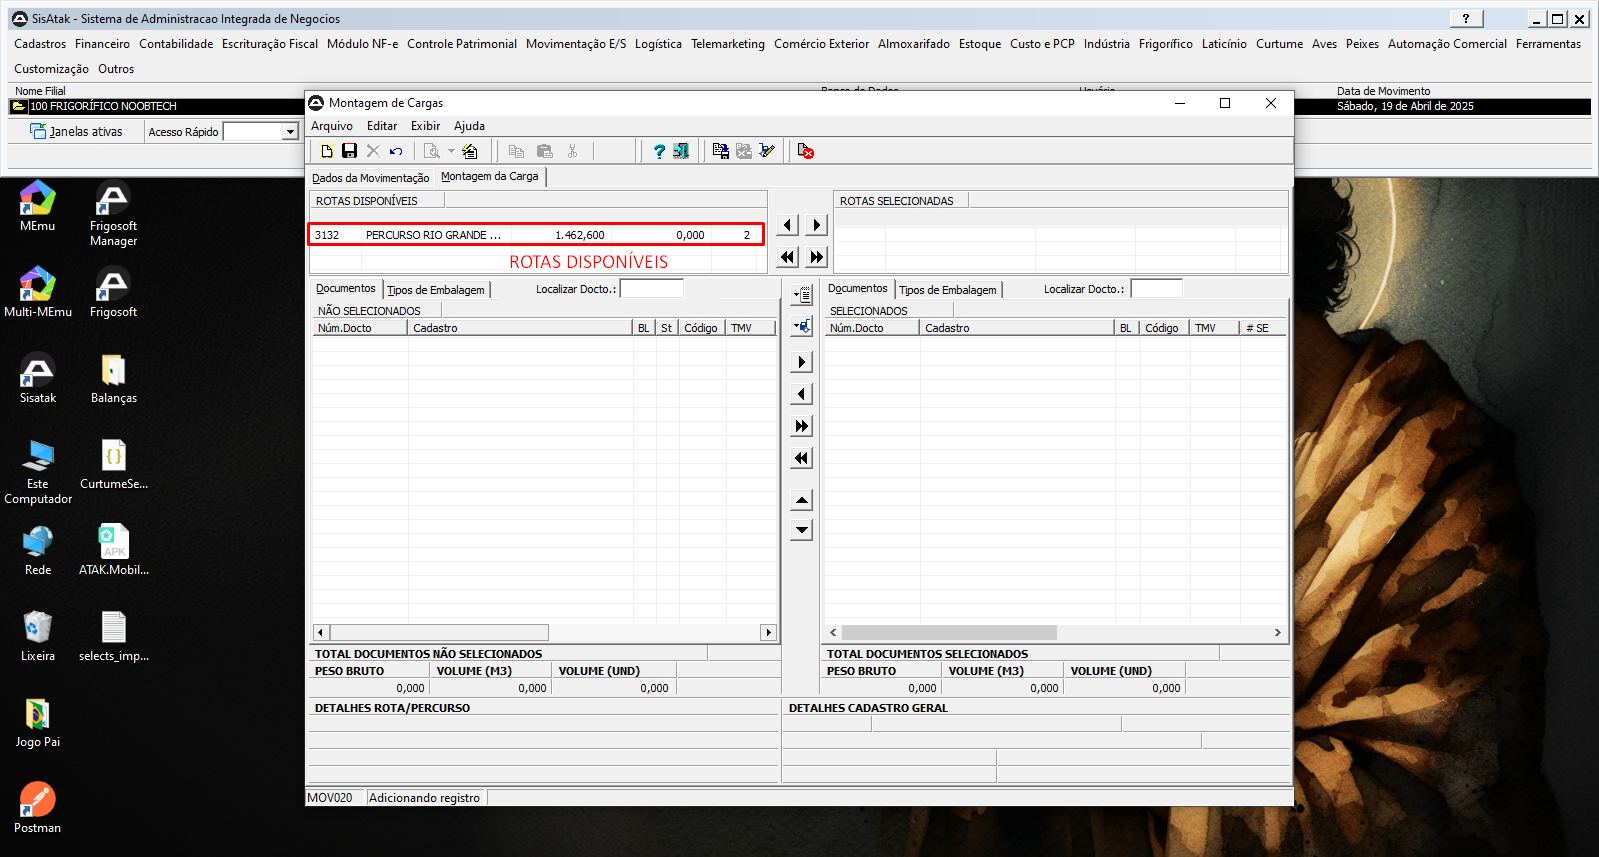 SisAtak - Sistema de Administracao Integrada de Negocios
?
Cadastros Financeiro Contabilidade Escrituração Fiscal Módulo NF-e Controle Patrimonial Movimentação E/S Logística Telemarketing Comércio Exterior Almoxarifado Estoque Custo e PCP Indústria Frigorífico Laticínio Curtume Aves Peixes Automação Comercial Ferramentas
Customização Outros
Nome Filial
Data de Movimento
100 FRIGORÍFICO NOOBTECH
Sábado, 19 de Abril de 2025
Janelas ativas
Acesso Rápido
Montagem de Cargas
Arquivo Editar Exibir Ajuda
Dados da Movimentação Montagem da Carga
ROTAS DISPONÍVEIS
ROTAS SELECIONADAS
3132 PERCURSO RIO GRANDE ... 1.462,600 0,000 2
ROTAS DISPONÍVEIS
Documentos Tipos de Embalagem Localizar Docto.:
Documentos Tipos de Embalagem Localizar Docto.:
NÃO SELECIONADOS
SELECIONADOS
Núm.Docto Cadastro BL St Código TMV
Núm.Docto Cadastro BL Código TMV # SE
TOTAL DOCUMENTOS NÃO SELECIONADOS
TOTAL DOCUMENTOS SELECIONADOS
PESO BRUTO VOLUME (M3) VOLUME (UND)
PESO BRUTO VOLUME (M3) VOLUME (UND)
0,000 0,000 0,000
0,000 0,000 0,000
DETALHES ROTA/PERCURSO
DETALHES CADASTRO GERAL
MOV020 Adicionando registro
MEmu
Frigosoft
Manager
Multi-MEmu
Frigosoft
Sisatak
Balanças
Este
Computador
CurtumeSe...
Rede
APK
ATAK.Mobil...
Lixeira
selects_imp...
Jogo Pai
Postman